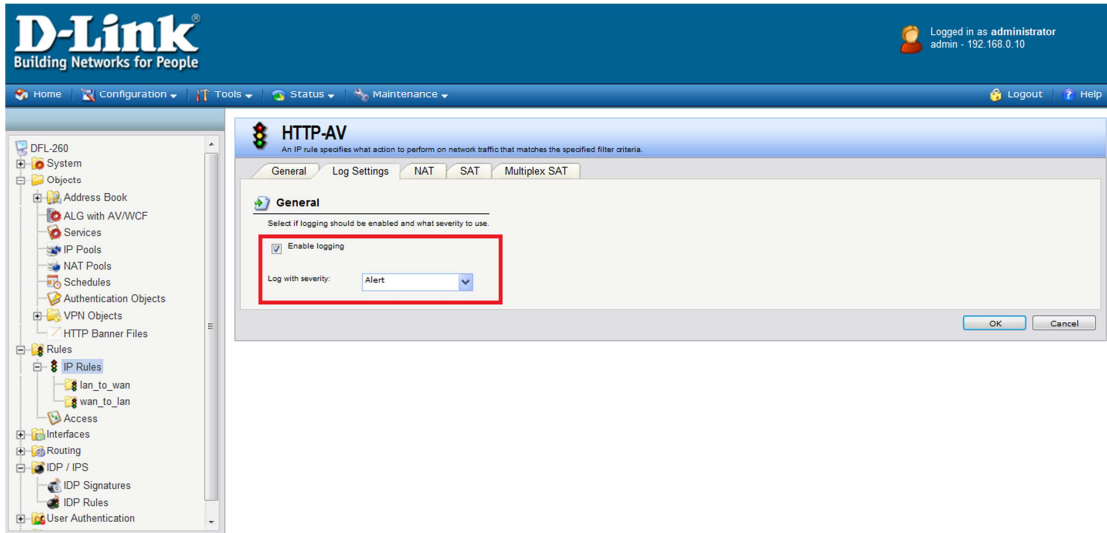 D-Link®
Building Networks for People
Logged in as administrator
admin - 192.168.0.10
Home Configuration Tools Status Maintenance Logout Help
DFL-260
System
Objects
Address Book
ALG with AV/WCF
Services
IP Pools
NAT Pools
Schedules
Authentication Objects
VPN Objects
HTTP Banner Files
Rules
IP Rules
lan_to_wan
wan_to_lan
Access
Interfaces
Routing
IDP / IPS
IDP Signatures
IDP Rules
User Authentication
HTTP-AV
An IP rule specifies what action to perform on network traffic that matches the specified filter criteria.
General Log Settings NAT SAT Multiplex SAT
General
Select if logging should be enabled and what severity to use.
Enable logging
Log with severity: Alert
OK Cancel